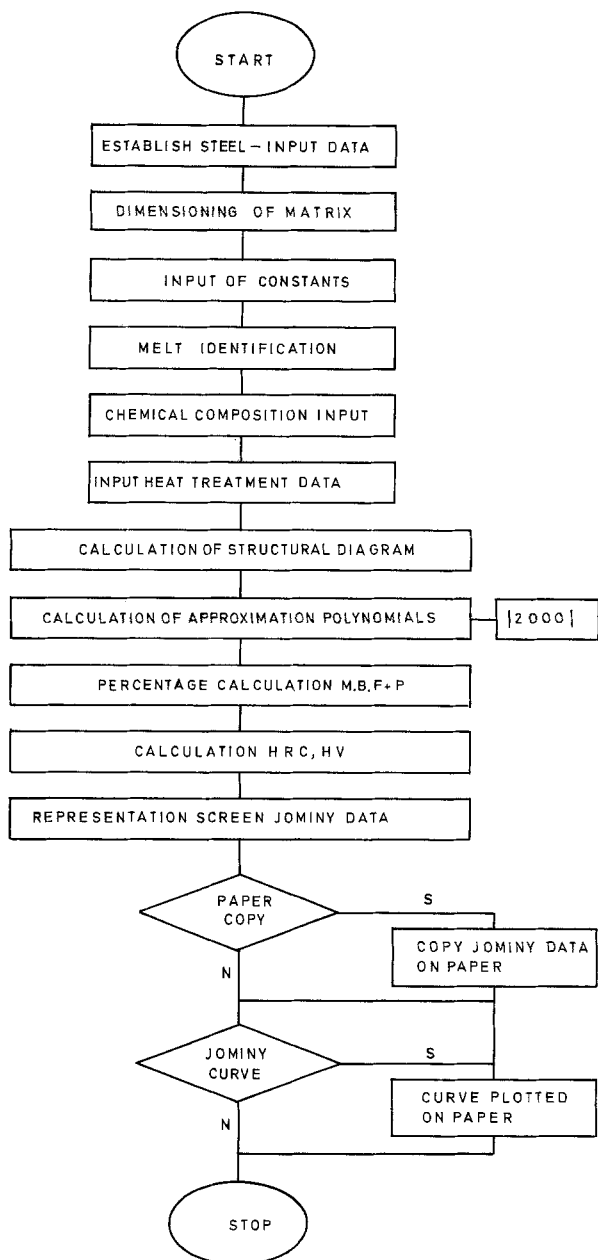 START
ESTABLISH STEEL-INPUT DATA
DIMENSIONING OF MATRIX
INPUT OF CONSTANTS
MELT IDENTIFICATION
CHEMICAL COMPOSITION INPUT
INPUT HEAT TREATMENT DATA
CALCULATION OF STRUCTURAL DIAGRAM
CALCULATION OF APPROXIMATION POLYNOMIALS
|2000|
PERCENTAGE CALCULATION M.B.F+P
CALCULATION HRC, HV
REPRESENTATION SCREEN JOMINY DATA
PAPER
COPY
S
COPY JOMINY DATA
ON PAPER
N
JOMINY
CURVE
S
CURVE PLOTTED
ON PAPER
N
STOP